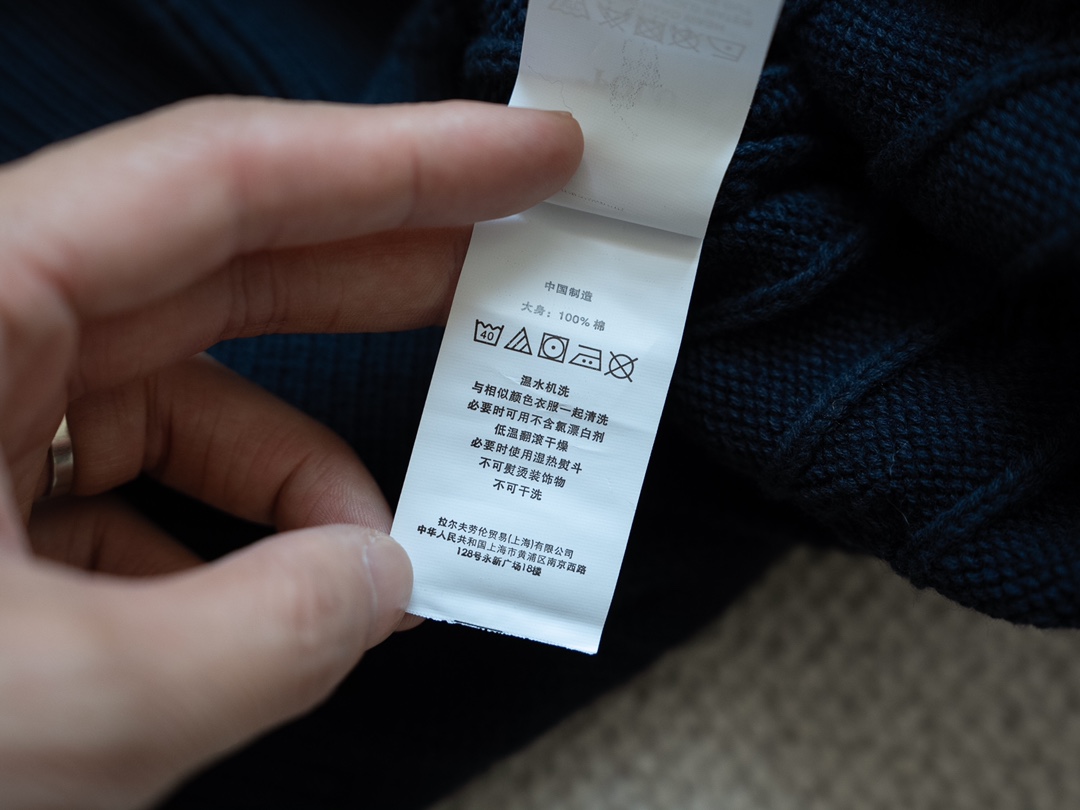 中国制造
大身：100% 棉
40
温水机洗
与相似颜色衣服一起清洗
必要时可用不含氯漂白剂
低温翻滚干燥
必要时使用湿热熨斗
不可熨烫装饰物
不可干洗
拉尔夫劳伦贸易(上海)有限公司
中华人民共和国上海市黄浦区南京西路
128号永新广场18楼